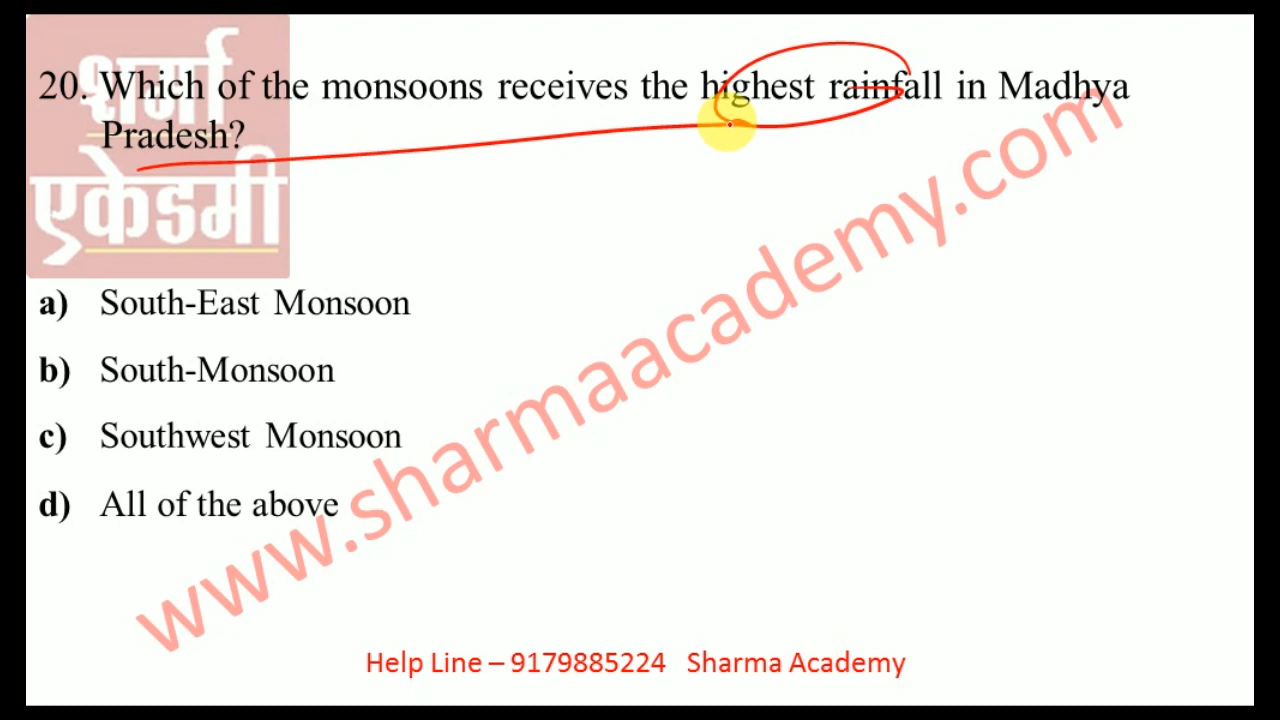 शर्मा
एकेडमी
20. Which of the monsoons receives the highest rainfall in Madhya
Pradesh?
a) South-East Monsoon
b) South-Monsoon
c) Southwest Monsoon
d) All of the above
www.sharmaacademy.com
Help Line – 9179885224 Sharma Academy